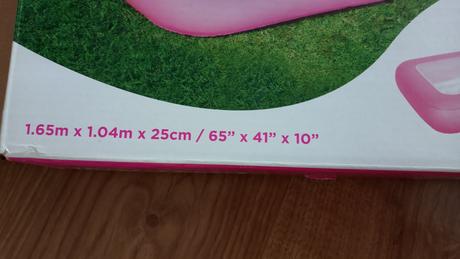 1.65m x 1.04m x 25cm / 65” x 41” x 10”